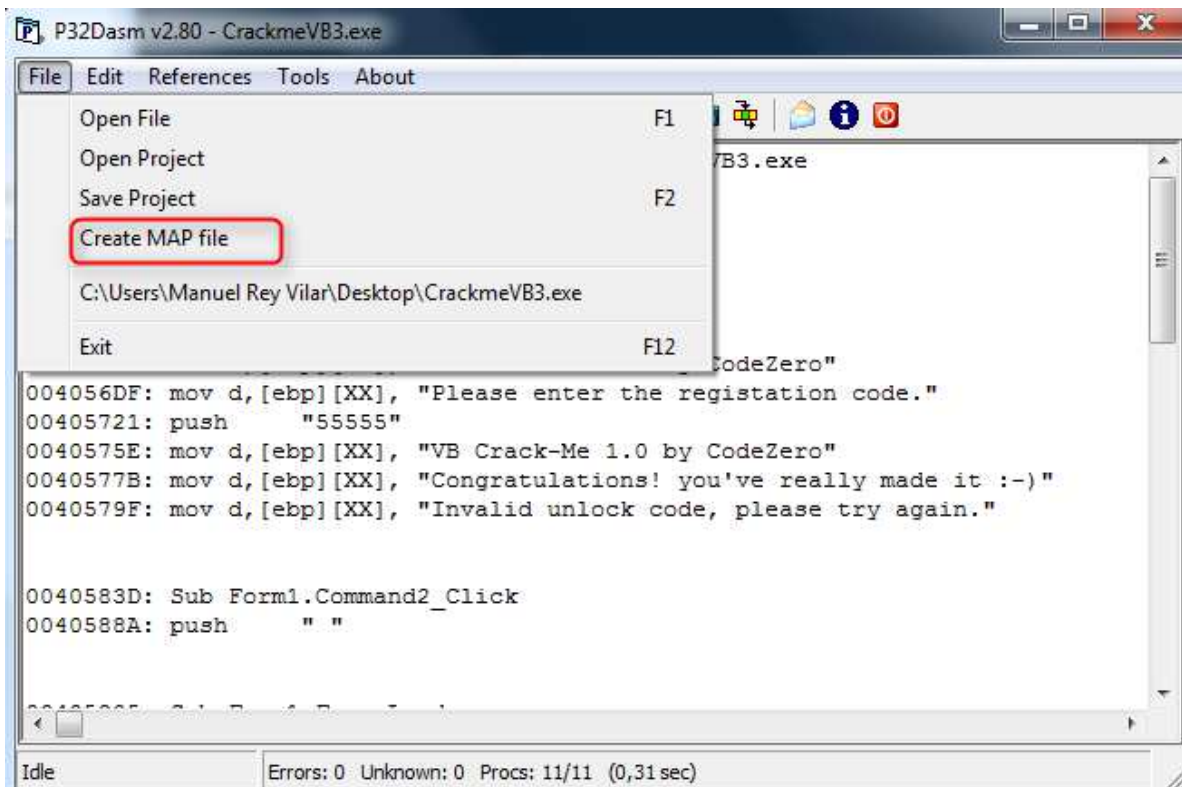 P32Dasm v2.80 - CrackmeVB3.exe
File Edit References Tools About
Open File F1
Open Project
Save Project F2
Create MAP file
C:\Users\Manuel Rey Vilar\Desktop\CrackmeVB3.exe
Exit F12
VB3.exe
CodeZero"
004056DF: mov d,[ebp][XX], "Please enter the registation code."
00405721: push "55555"
0040575E: mov d,[ebp][XX], "VB Crack-Me 1.0 by CodeZero"
0040577B: mov d,[ebp][XX], "Congratulations! you've really made it :-)"
0040579F: mov d,[ebp][XX], "Invalid unlock code, please try again."
0040583D: Sub Form1.Command2_Click
0040588A: push " "
Idle Errors: 0 Unknown: 0 Procs: 11/11 (0,31 sec)